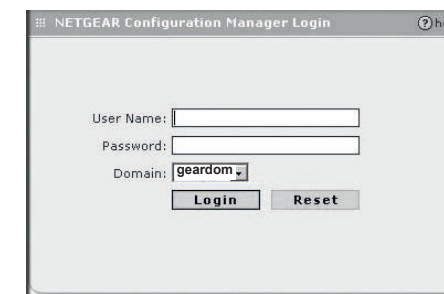 NETGEAR Configuration Manager Login
? h
User Name:
Password:
Domain: geardom
Login Reset